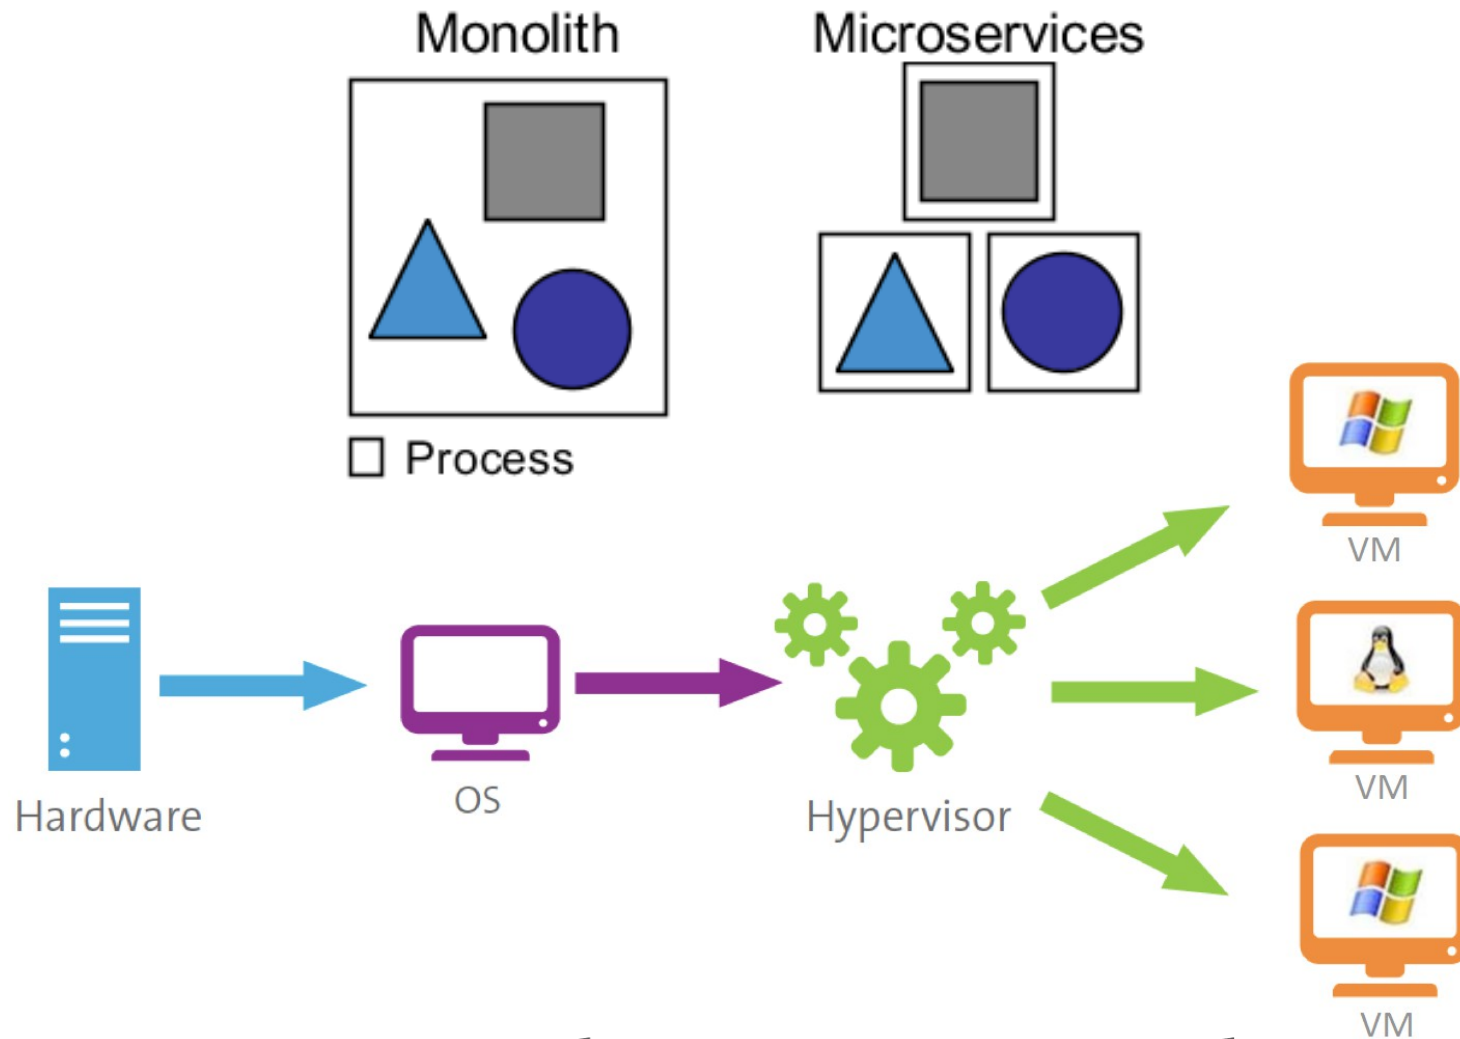 Monolith
Microservices
Process
VM
Hardware
OS
Hypervisor
VM
VM